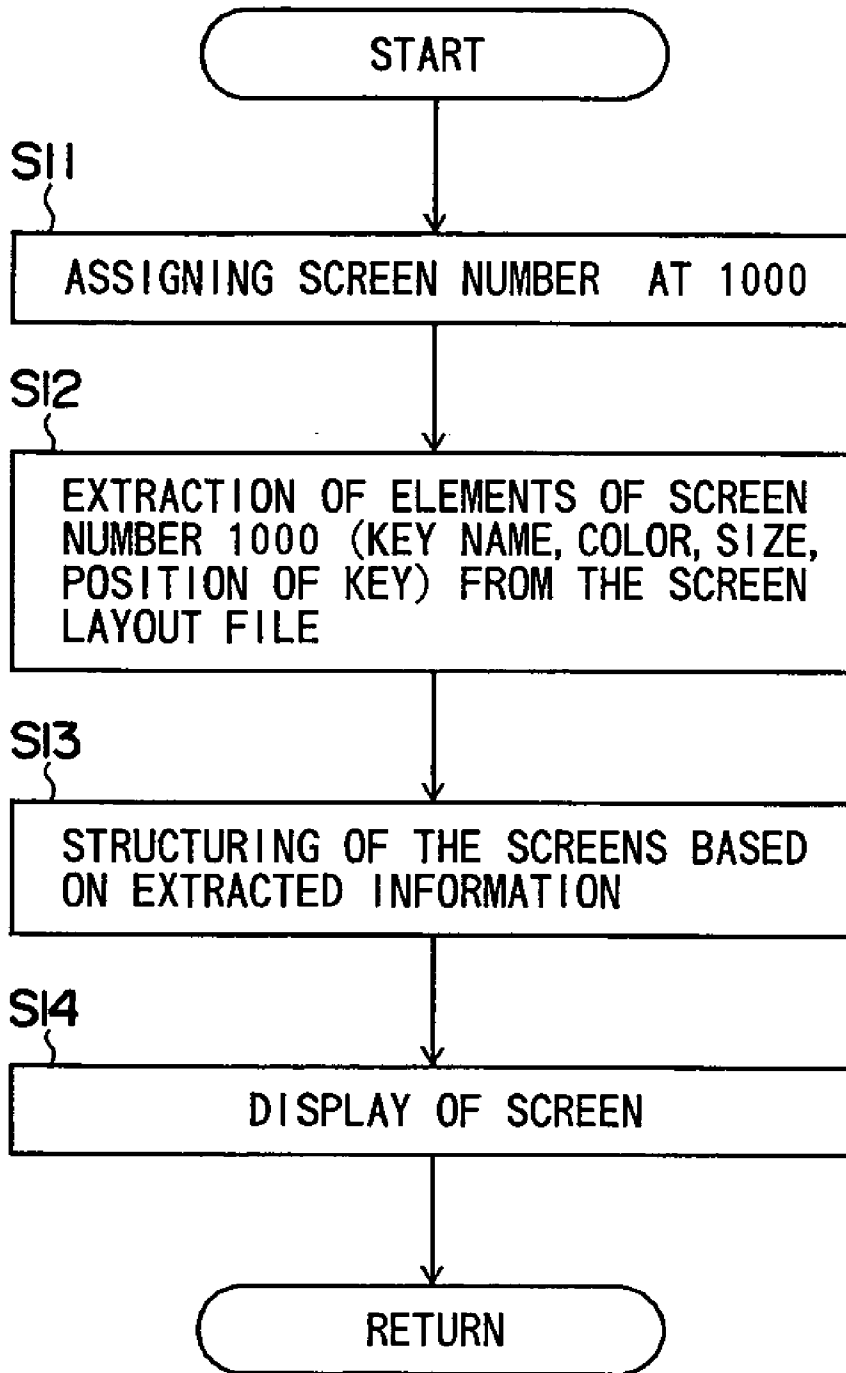 START
S11
ASSIGNING SCREEN NUMBER AT 1000
S12
EXTRACTION OF ELEMENTS OF SCREEN
NUMBER 1000 (KEY NAME, COLOR, SIZE,
POSITION OF KEY) FROM THE SCREEN
LAYOUT FILE
S13
STRUCTURING OF THE SCREENS BASED
ON EXTRACTED INFORMATION
S14
DISPLAY OF SCREEN
RETURN